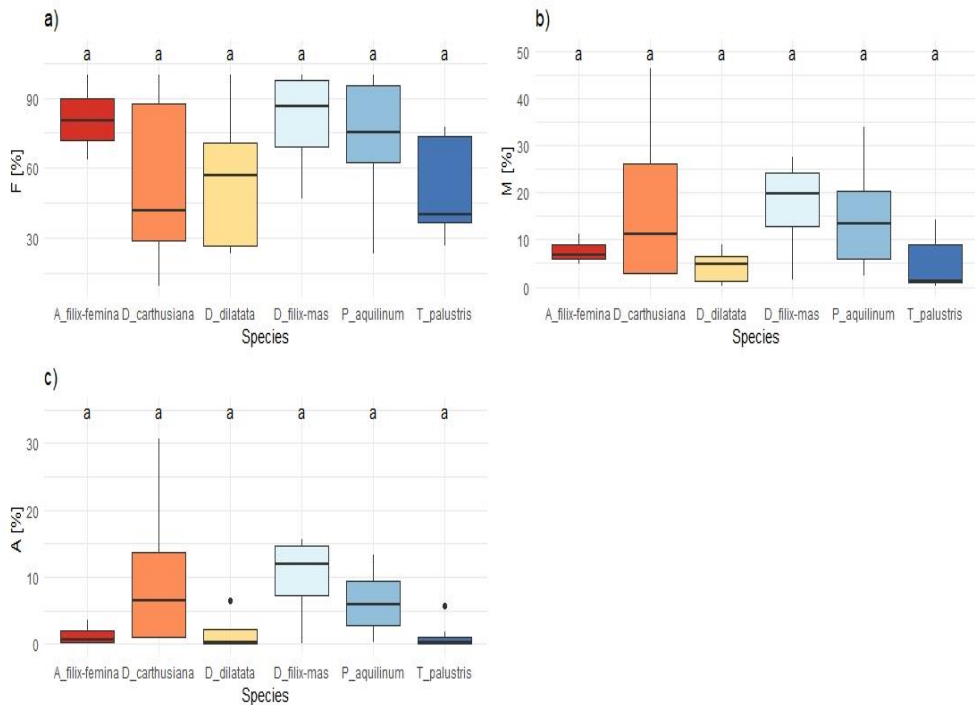 a)
a a a a a a
F [%]
90
60
30
A_filix-femina D_carthusiana D_dilatata D_filix-mas P_aquilinum T_palustris
Species
b)
a a a a a a
M [%]
50
40
30
20
10
0
A_filix-femina D_carthusiana D_dilatata D_filix-mas P_aquilinum T_palustris
Species
c)
a a a a a a
A [%]
30
20
10
0
A_filix-femina D_carthusiana D_dilatata D_filix-mas P_aquilinum T_palustris
Species